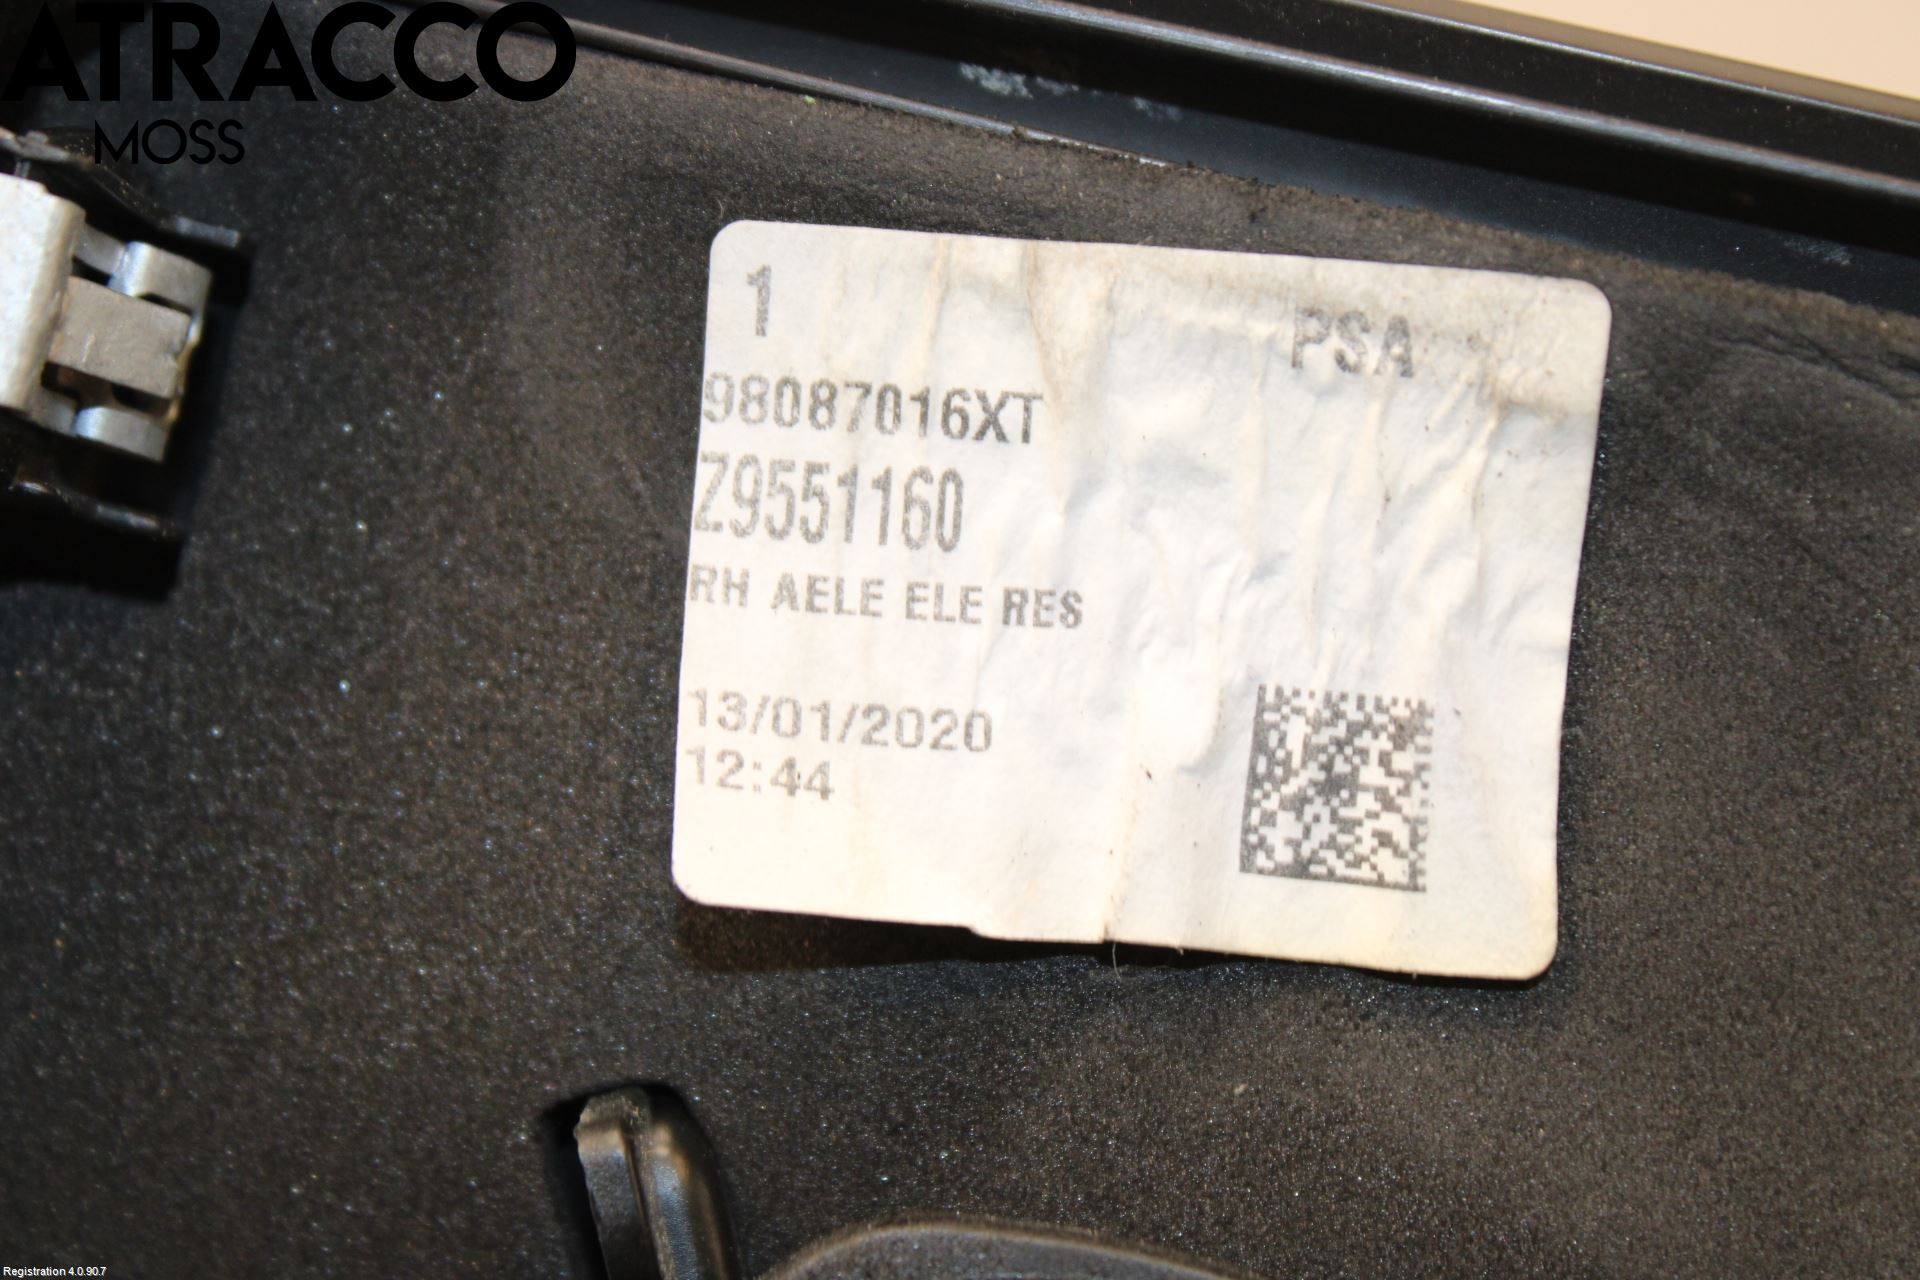 ATRACCO
MOSS
1
PSA
98087016XT
Z9551160
RH AELE ELE RES
13/01/2020
12:44
Registration 4.0.90.7